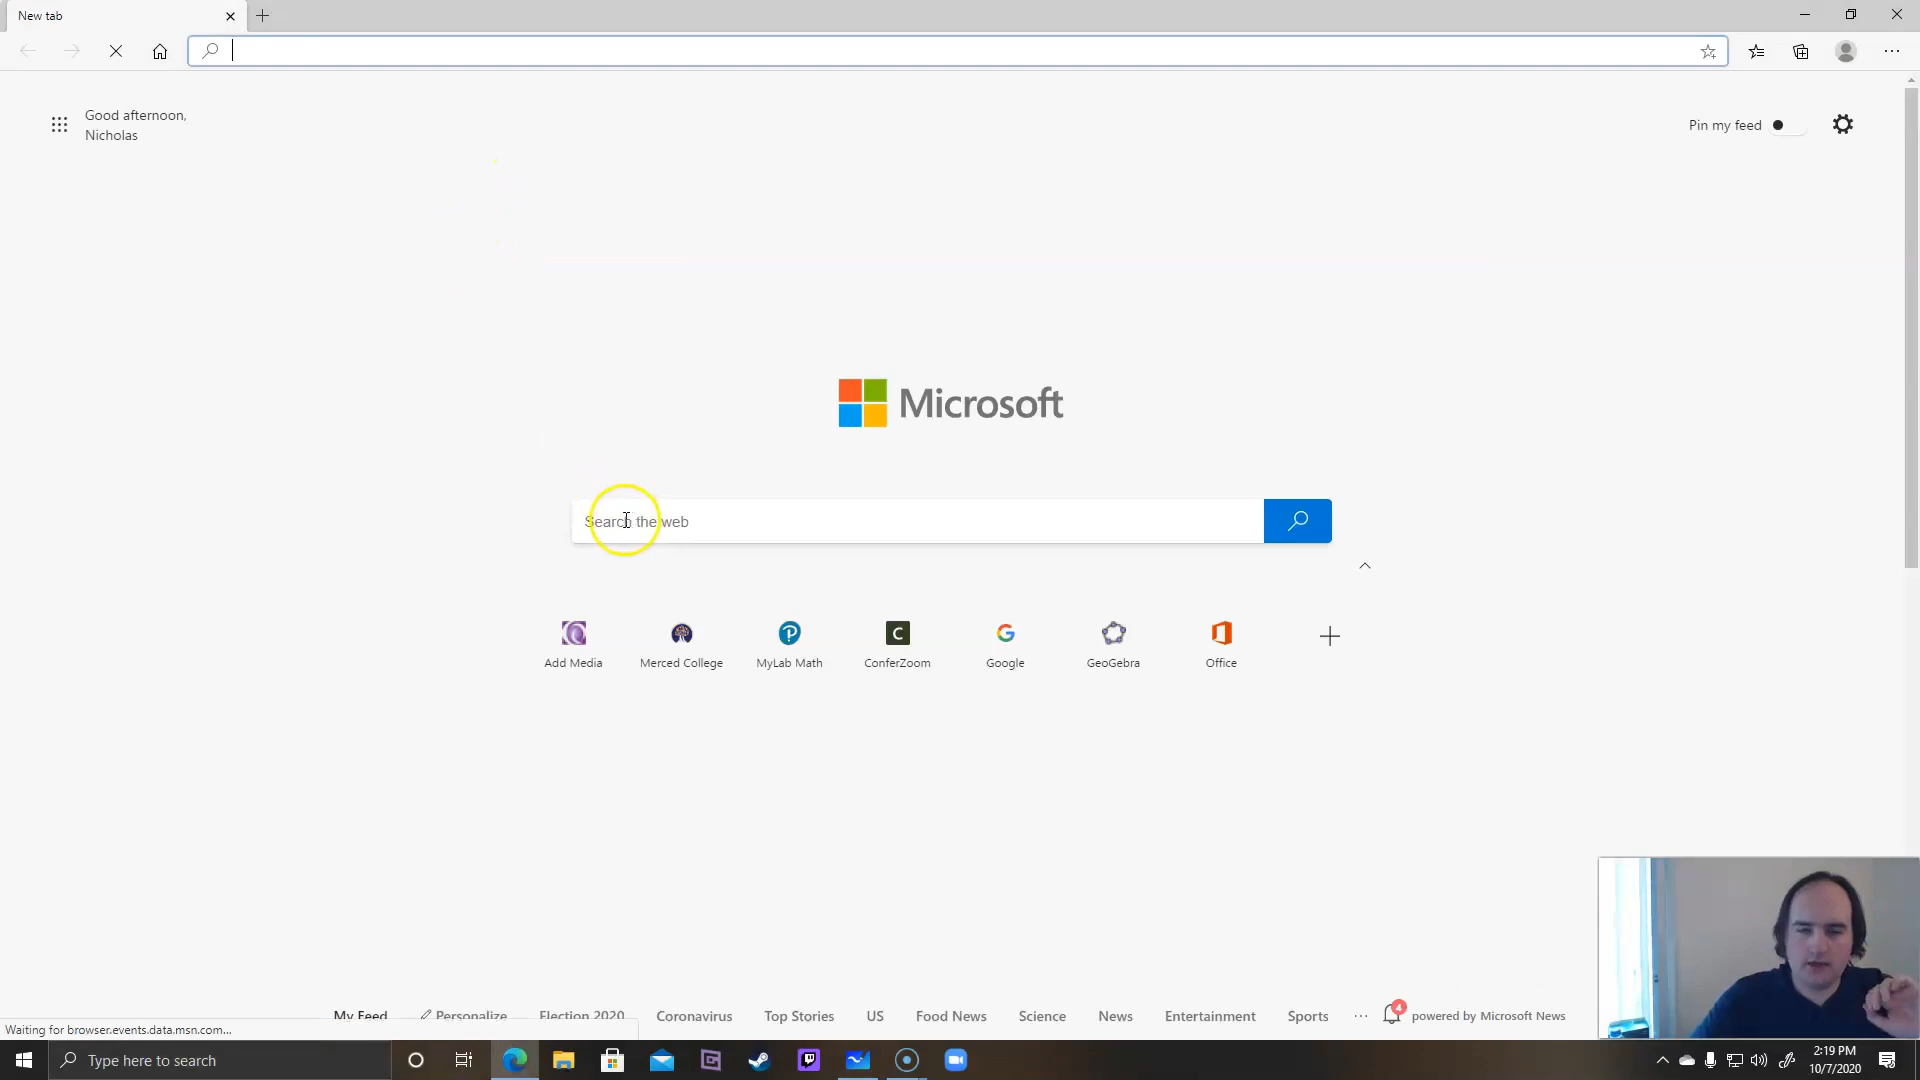 New tab
Good afternoon,
Nicholas
Pin my feed
Microsoft
Search the web
Add Media
Merced College
MyLab Math
ConferZoom
Google
GeoGebra
Office
My Feed
Personalize
Election 2020
Coronavirus
Top Stories
US
Food News
Science
News
Entertainment
Sports
4
powered by Microsoft News
Waiting for browser.events.data.msn.com...
Type here to search
2:19 PM
10/7/2020